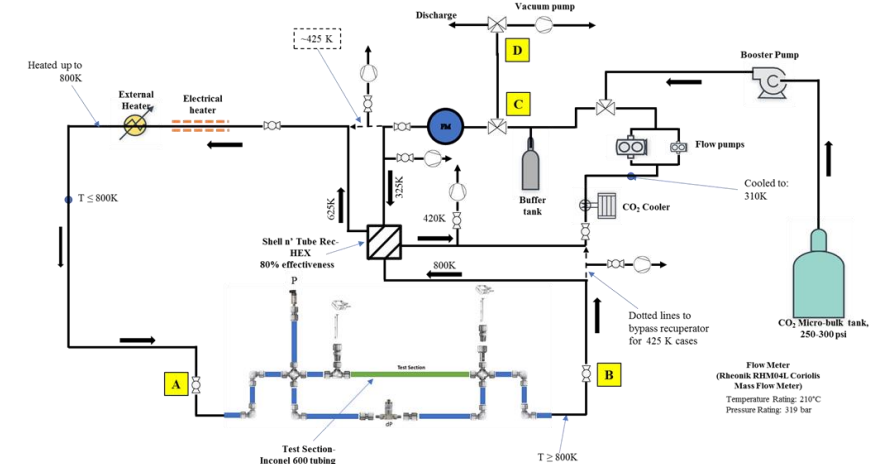 Discharge
Vacuum pump
D
~425 K
Heated up to
800K
External
Heater
Electrical
heater
Booster Pump
C
FM
Flow pumps
Buffer
tank
Cooled to:
310K
CO₂ Cooler
T ≤ 800K
625K
325K
420K
Shell n' Tube Rec-
HEX
80% effectiveness
800K
P
Dotted lines to
bypass recuperator
for 425 K cases
CO₂ Micro-bulk tank,
250-300 psi
A
Test Section
B
dP
Flow Meter
(Rheonik RHM04L Coriolis
Mass Flow Meter)
Temperature Rating: 210°C
Pressure Rating: 319 bar
Test Section-
Inconel 600 tubing
T ≥ 800K